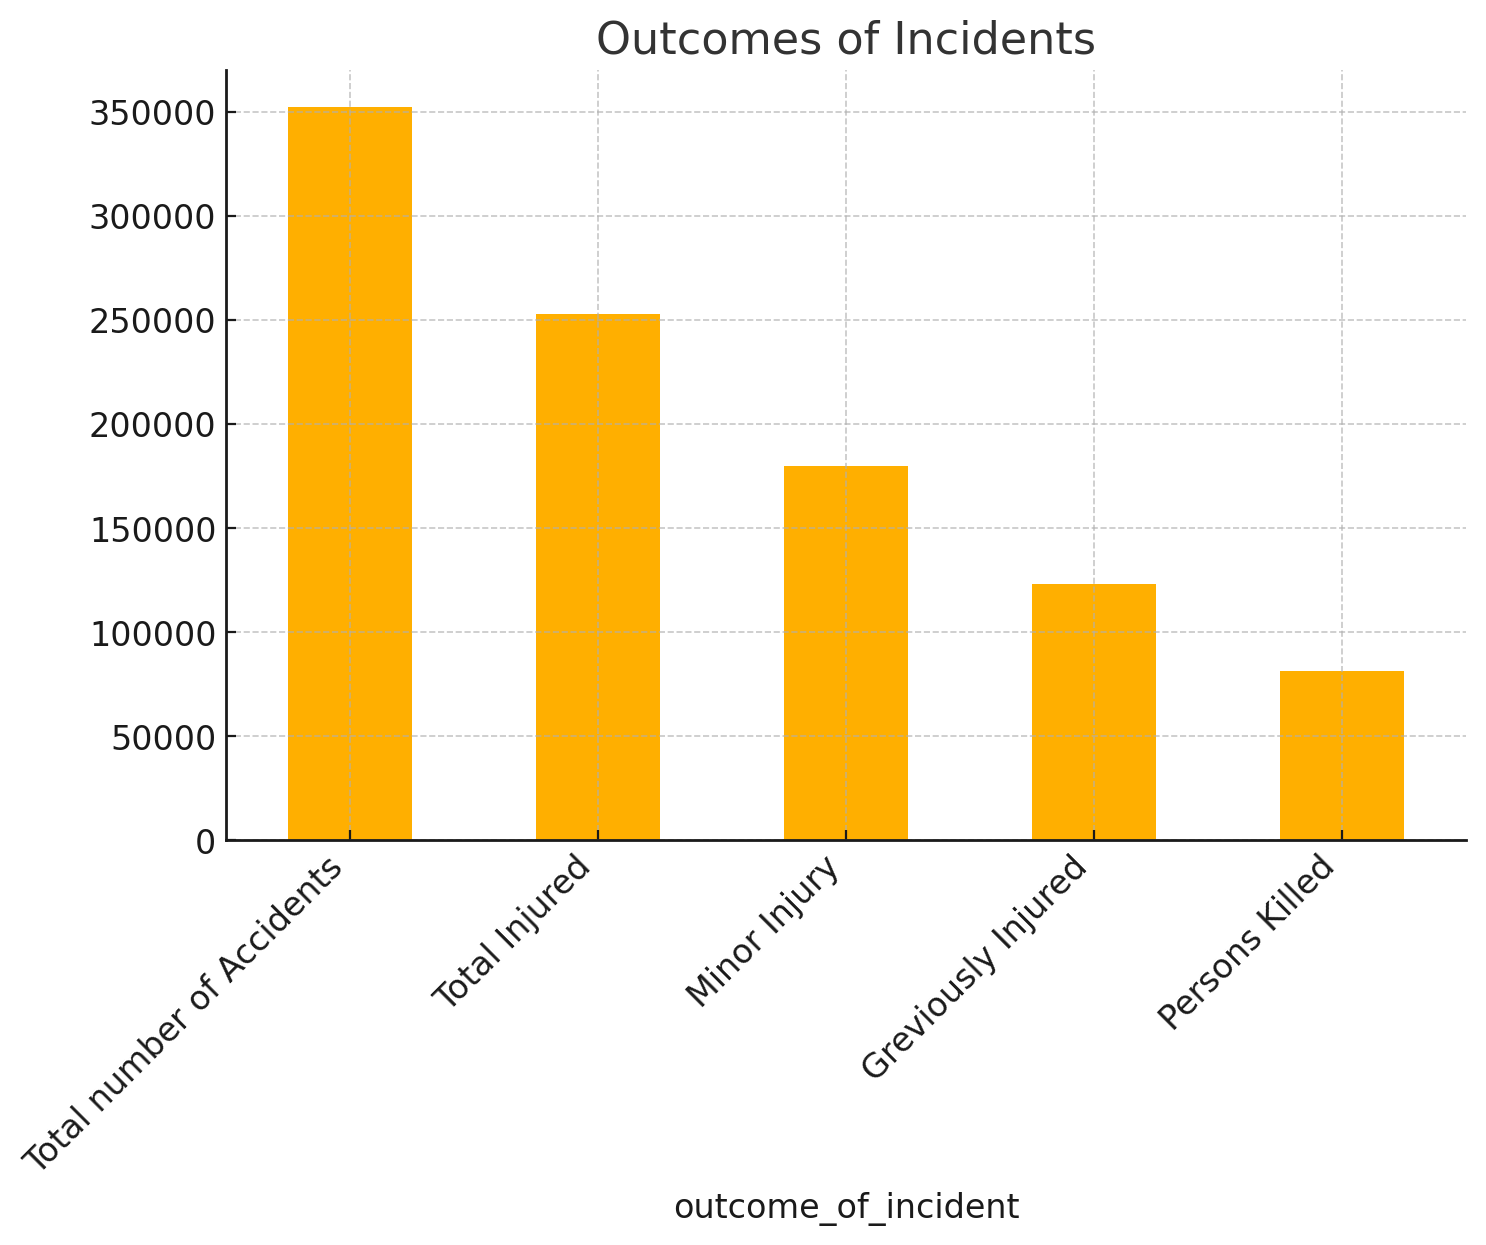 Outcomes of Incidents
350000
300000
250000
200000
150000
100000
50000
0
Total number of Accidents
Total Injured
Minor Injury
Greviously Injured
Persons Killed
outcome_of_incident